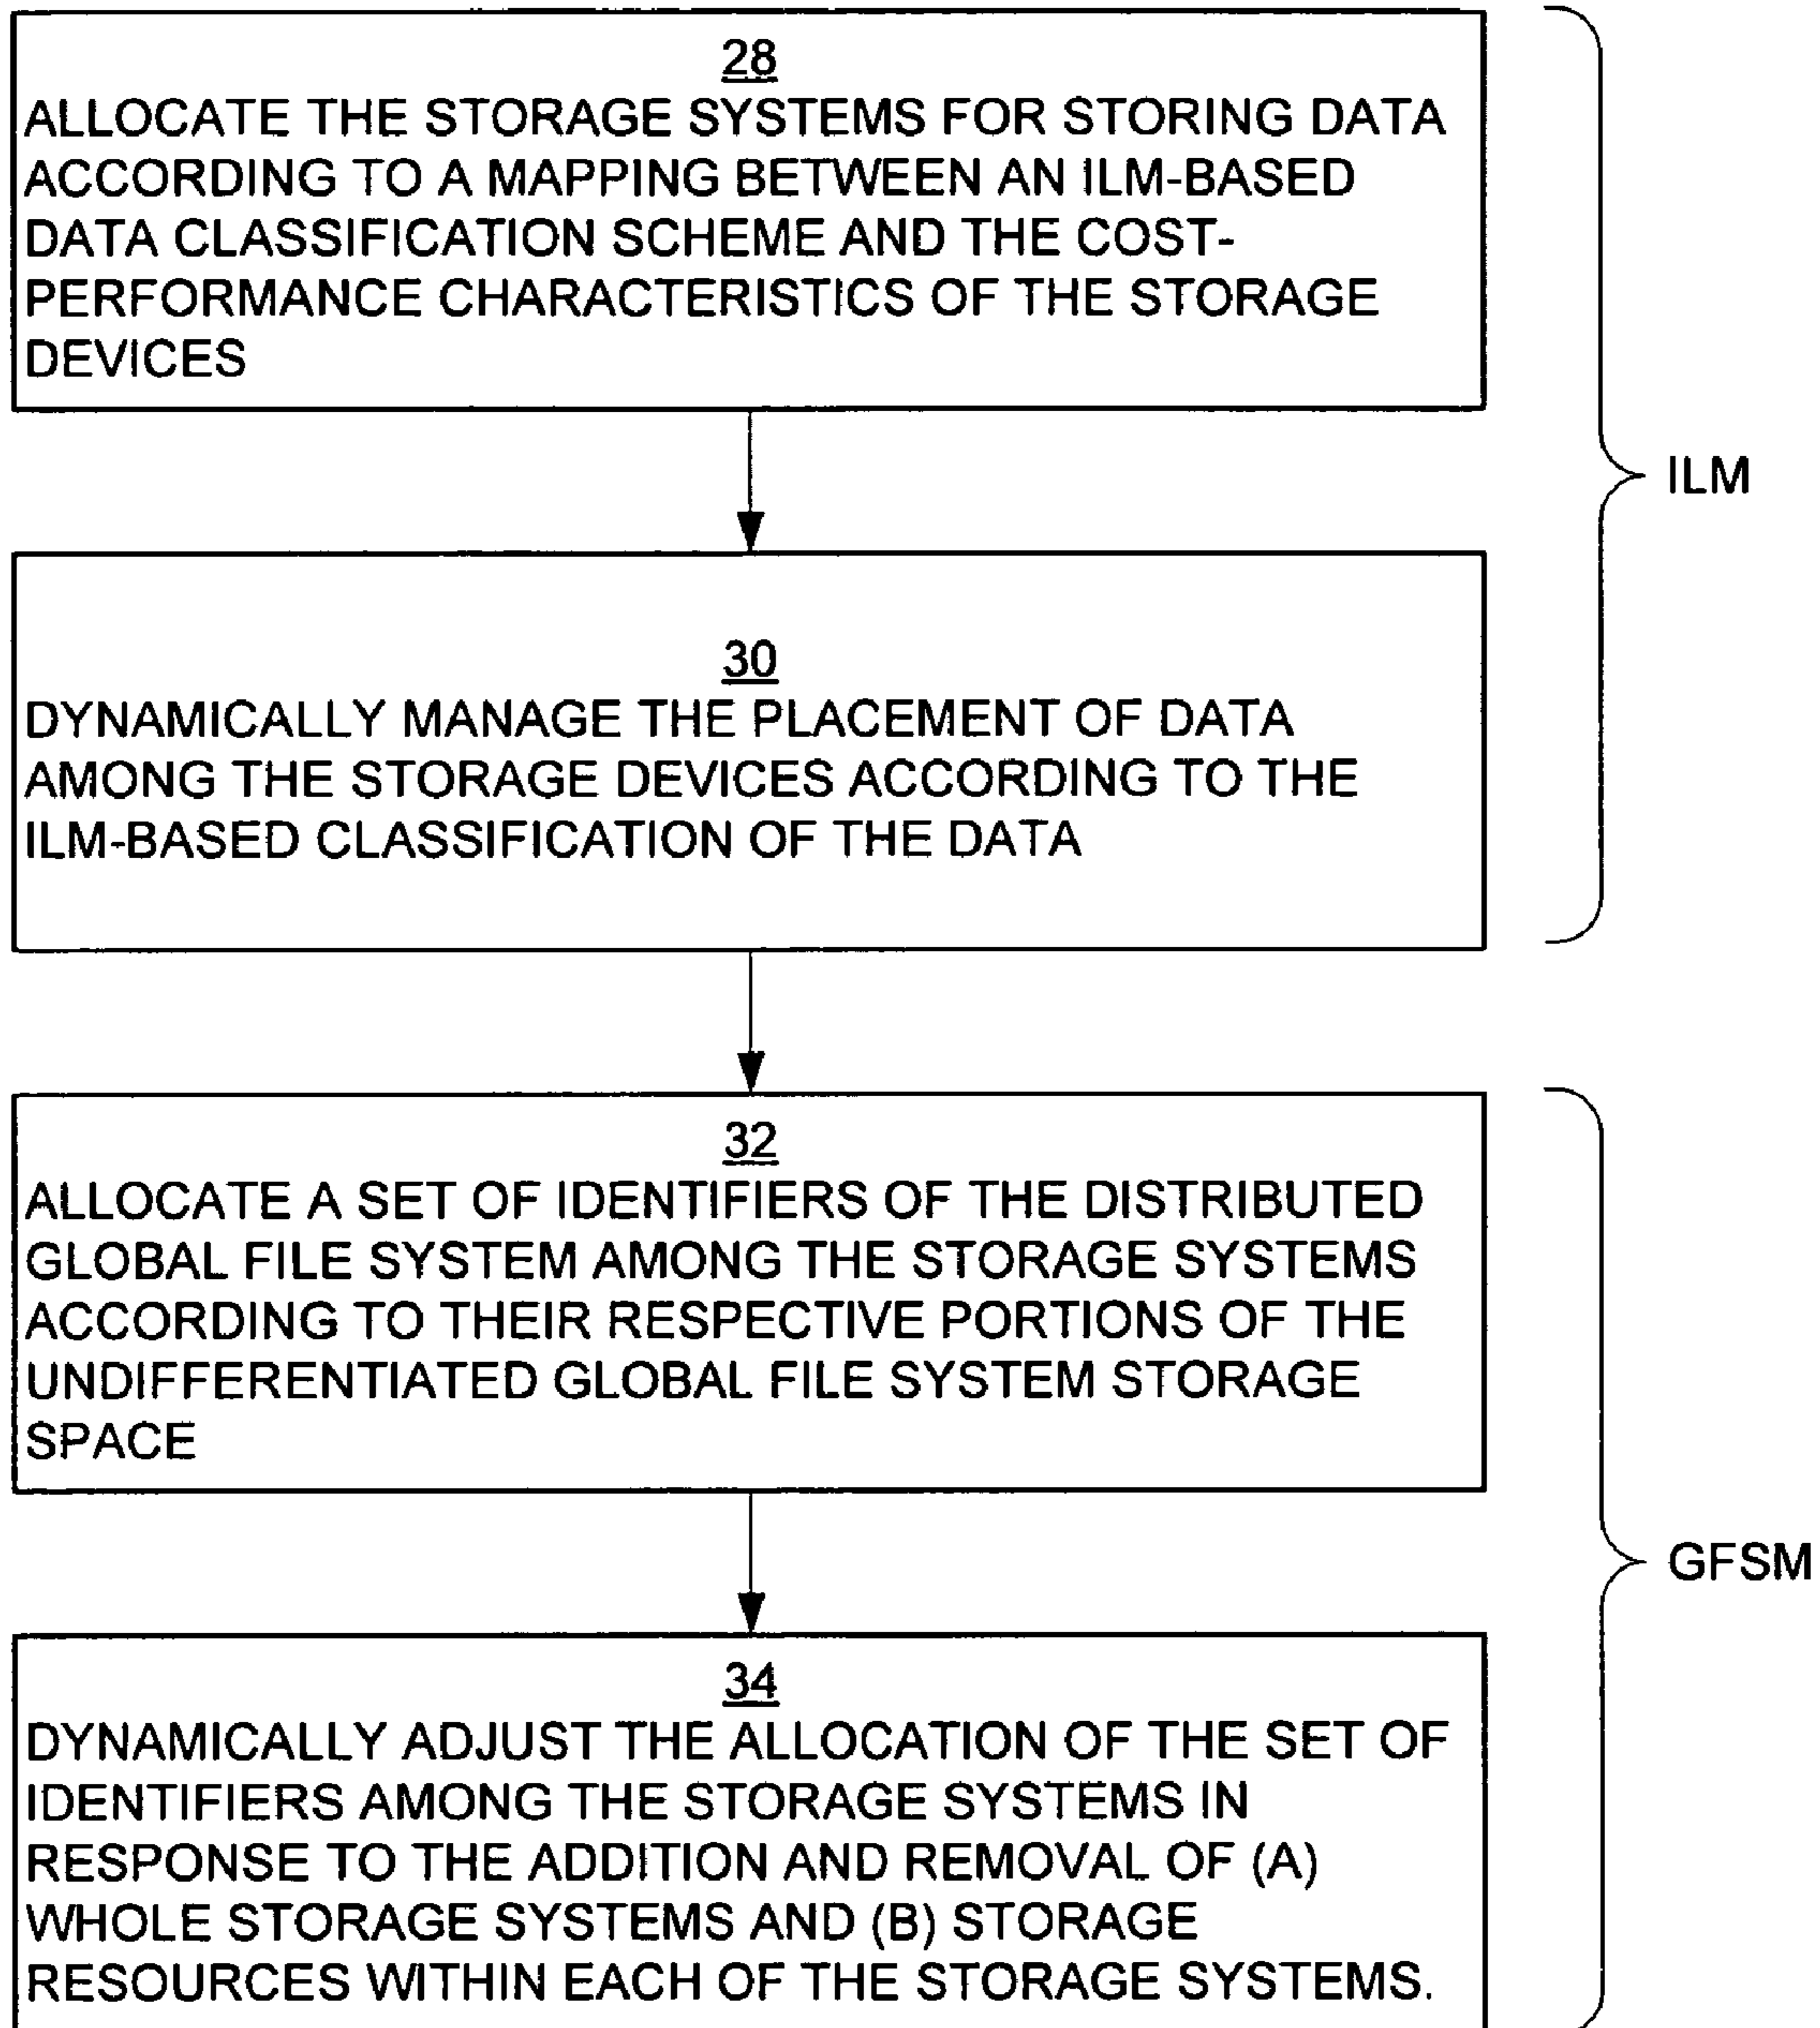 28
ALLOCATE THE STORAGE SYSTEMS FOR STORING DATA
ACCORDING TO A MAPPING BETWEEN AN ILM-BASED
DATA CLASSIFICATION SCHEME AND THE COST-
PERFORMANCE CHARACTERISTICS OF THE STORAGE
DEVICES
ILM
30
DYNAMICALLY MANAGE THE PLACEMENT OF DATA
AMONG THE STORAGE DEVICES ACCORDING TO THE
ILM-BASED CLASSIFICATION OF THE DATA
32
ALLOCATE A SET OF IDENTIFIERS OF THE DISTRIBUTED
GLOBAL FILE SYSTEM AMONG THE STORAGE SYSTEMS
ACCORDING TO THEIR RESPECTIVE PORTIONS OF THE
UNDIFFERENTIATED GLOBAL FILE SYSTEM STORAGE
SPACE
GFSM
34
DYNAMICALLY ADJUST THE ALLOCATION OF THE SET OF
IDENTIFIERS AMONG THE STORAGE SYSTEMS IN
RESPONSE TO THE ADDITION AND REMOVAL OF (A)
WHOLE STORAGE SYSTEMS AND (B) STORAGE
RESOURCES WITHIN EACH OF THE STORAGE SYSTEMS.